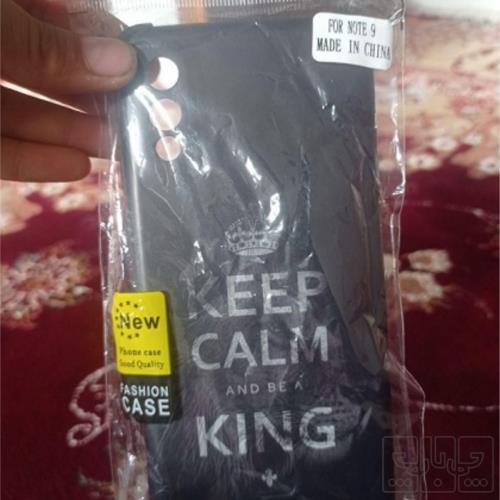 FOR NOTE 9
MADE IN CHINA
KEEP
CALM
AND BE A
KING
New
Phone case
Good Quality
FASHION
CASE